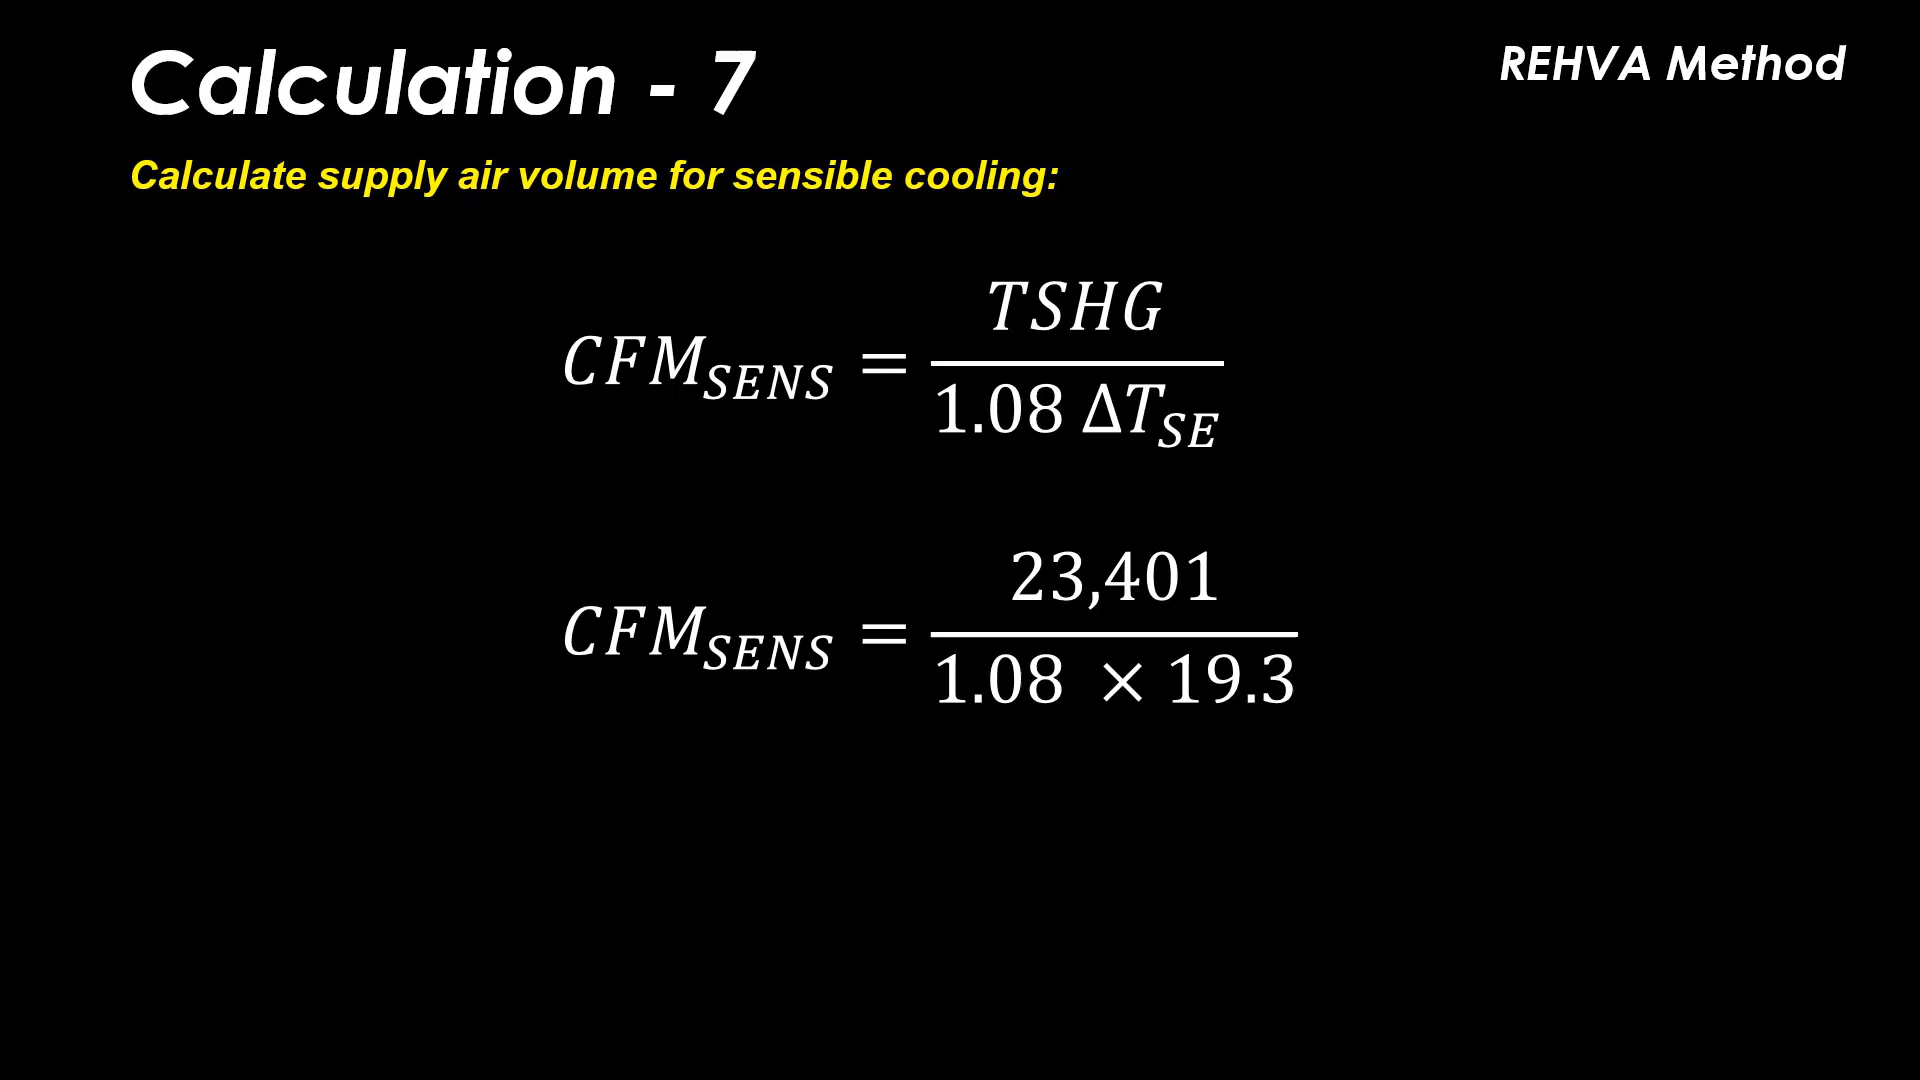 Calculation - 7
REHVA Method
Calculate supply air volume for sensible cooling:
CFM_SENS = TSHG / 1.08 ΔT_SE
CFM_SENS = 23,401 / 1.08 × 19.3